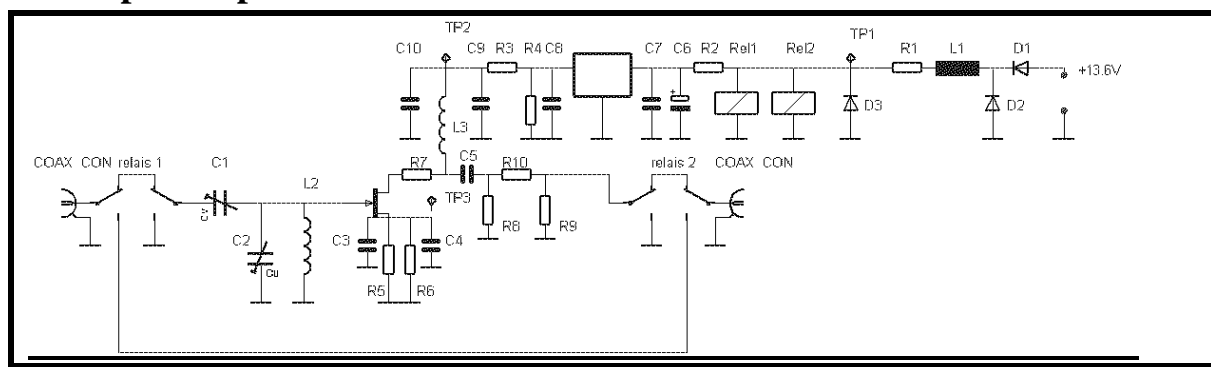 TP2
TP1
C10 C9 R3 R4 C8 C7 C6 R2 Rel1 Rel2 R1 L1 D1
+13.6V
+
D3 D2
L3
COAX CON relais 1 C1 R7 C5 R10 relais 2 COAX CON
L2
TP3
Cv
R8 R9
C2 C3 C4
Cu
R5 R6